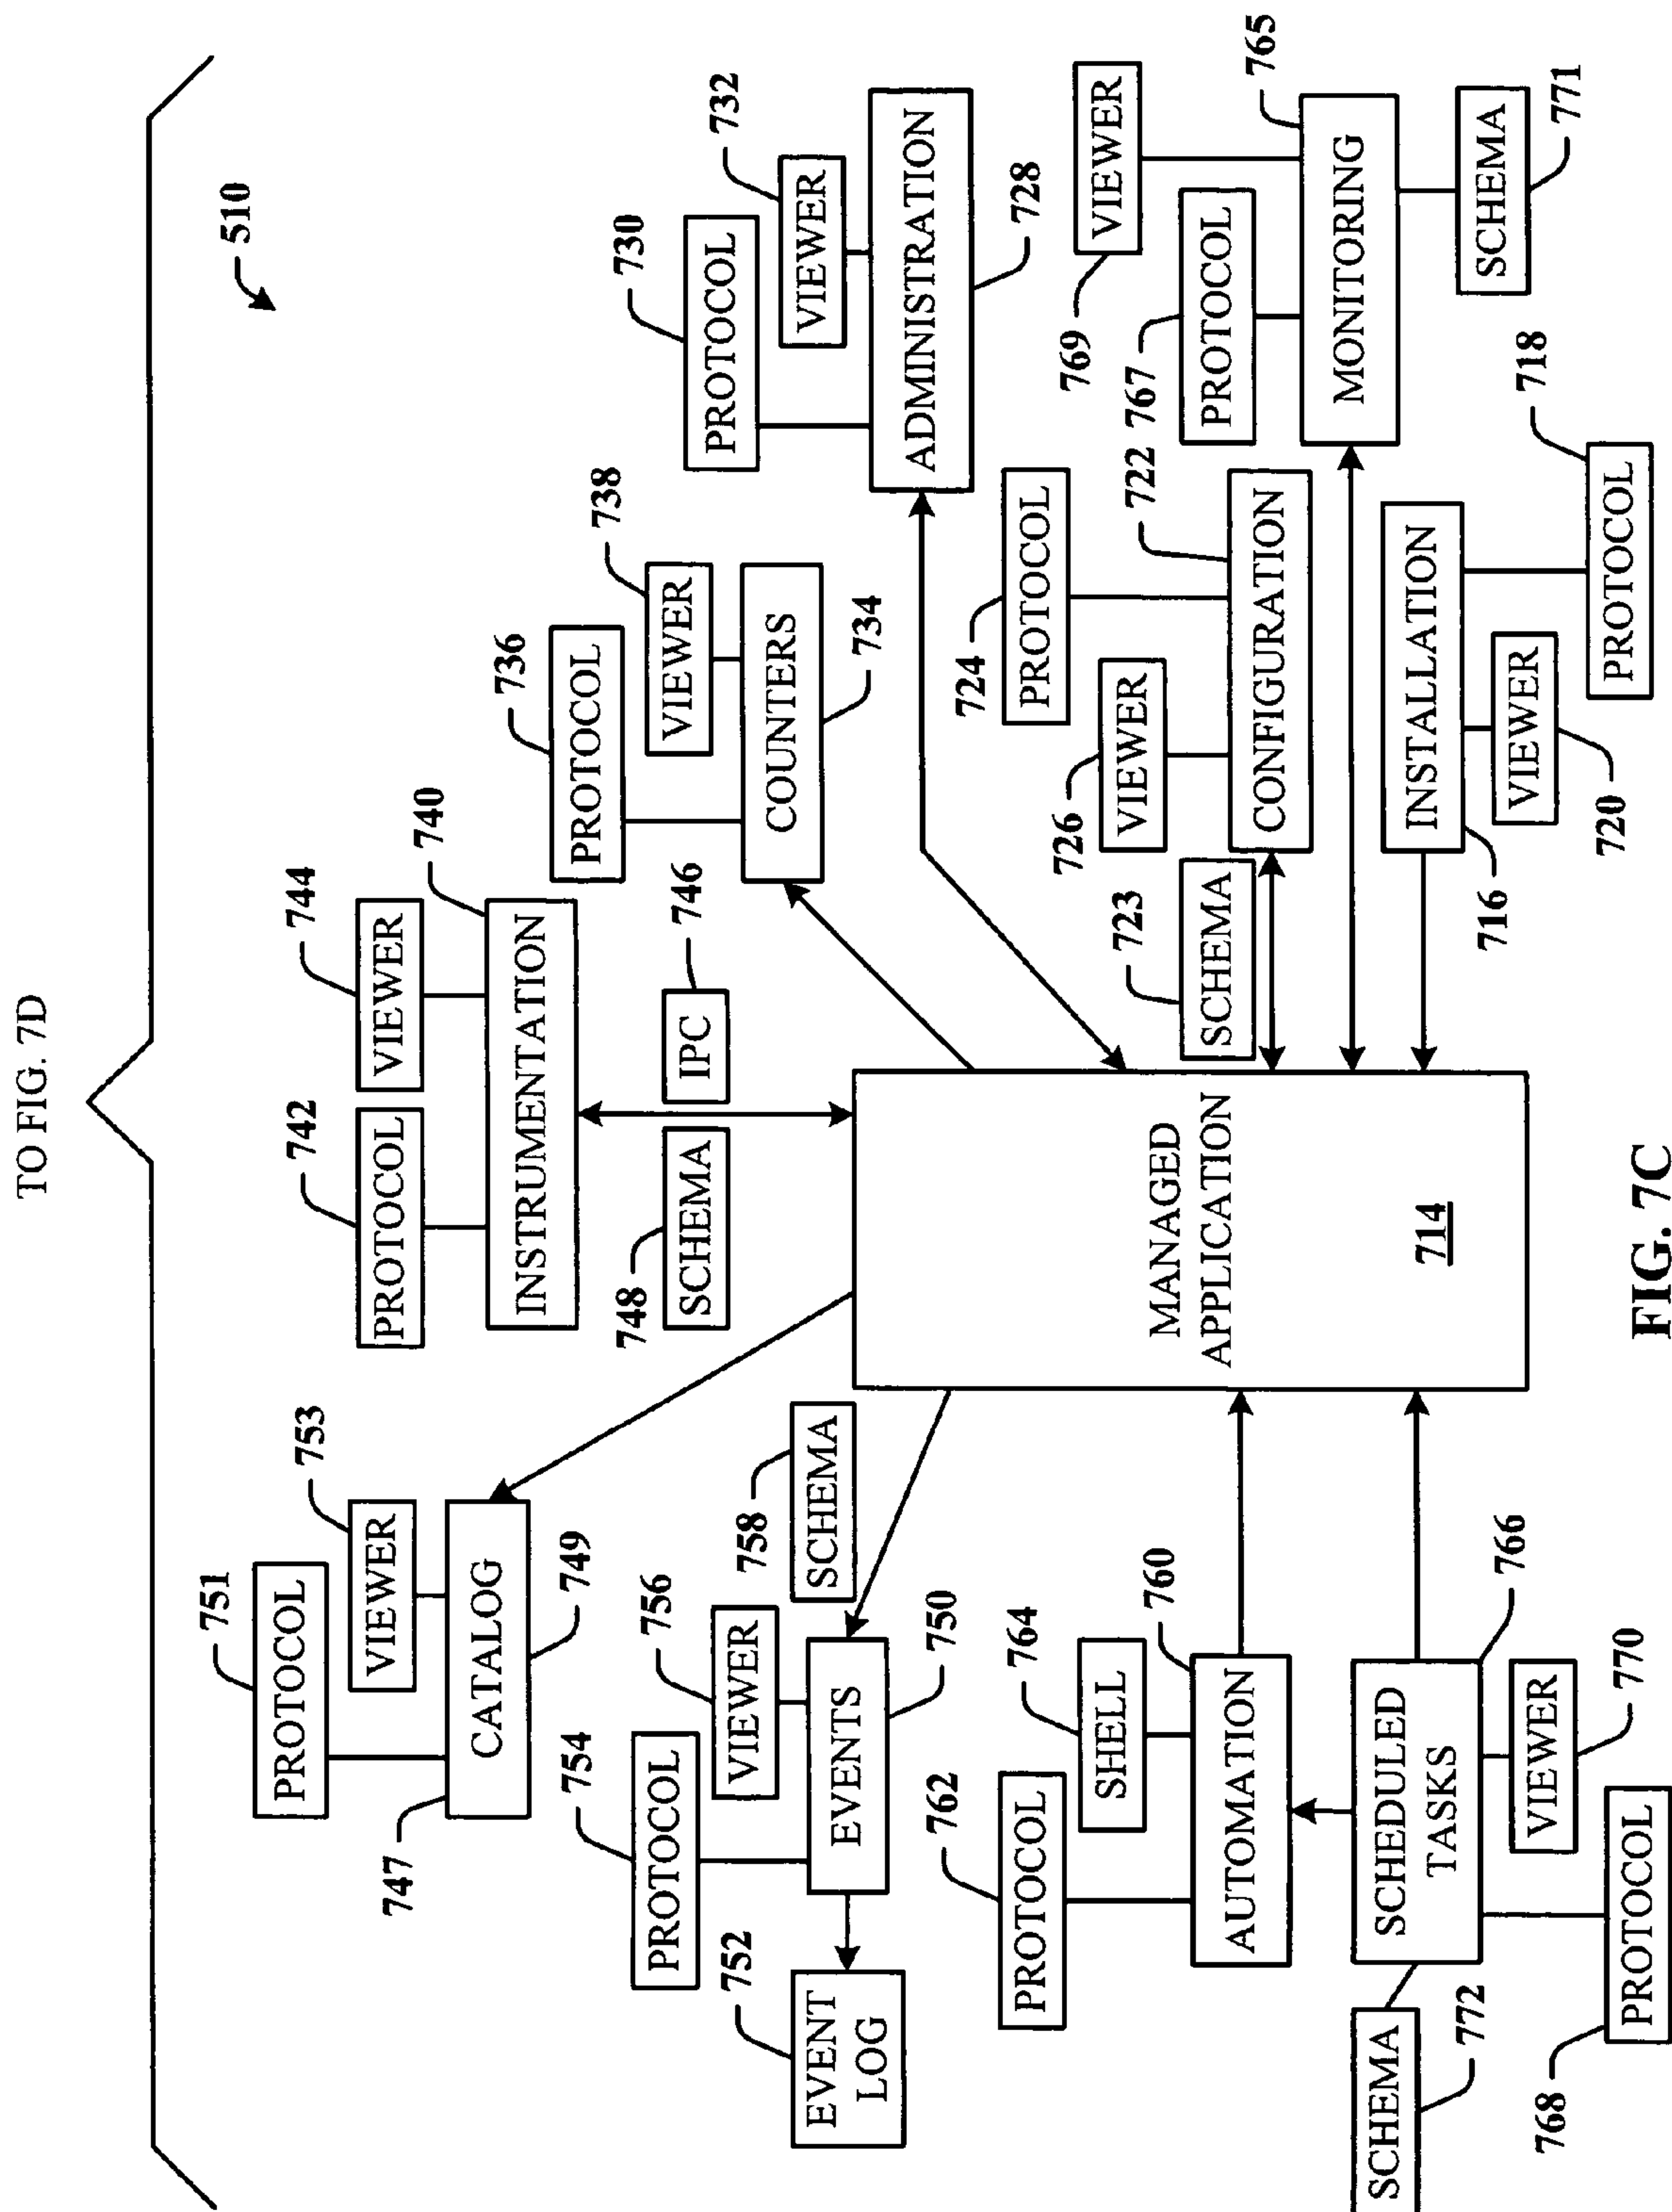 TO FIG. 7D
510
751
753
742
744
PROTOCOL
VIEWER
CATALOG
747
749
PROTOCOL
VIEWER
740
INSTRUMENTATION
736
738
PROTOCOL
VIEWER
COUNTERS
734
730
732
PROTOCOL
VIEWER
ADMINISTRATION
728
748
SCHEMA
IPC
746
754
756
752
PROTOCOL
VIEWER
758
SCHEMA
EVENT
LOG
EVENTS
750
762
764
PROTOCOL
SHELL
760
AUTOMATION
MANAGED
APPLICATION
714
723
SCHEMA
726
724
VIEWER
PROTOCOL
722
CONFIGURATION
769
767
VIEWER
PROTOCOL
765
MONITORING
SCHEMA
771
SCHEMA
772
SCHEDULED
TASKS
766
VIEWER
770
768
PROTOCOL
INSTALLATION
716
VIEWER
720
718
PROTOCOL
FIG. 7C